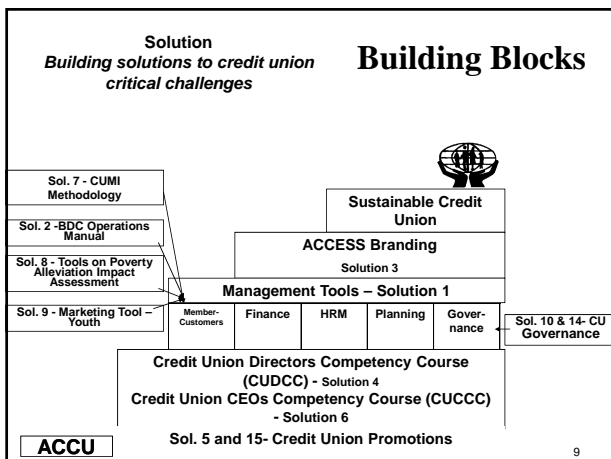 Solution
Building solutions to credit union
critical challenges
Building Blocks
Sol. 7 - CUMI
Methodology
Sol. 2 -BDC Operations
Manual
Sol. 8 - Tools on Poverty
Alleviation Impact
Assessment
Sol. 9 - Marketing Tool –
Youth
Sustainable Credit
Union
ACCESS Branding
Solution 3
Management Tools – Solution 1
Member-
Customers
Finance
HRM
Planning
Gover-
nance
Sol. 10 & 14- CU
Governance
Credit Union Directors Competency Course
(CUDCC) - Solution 4
Credit Union CEOs Competency Course (CUCCC)
- Solution 6
Sol. 5 and 15- Credit Union Promotions
ACCU
9